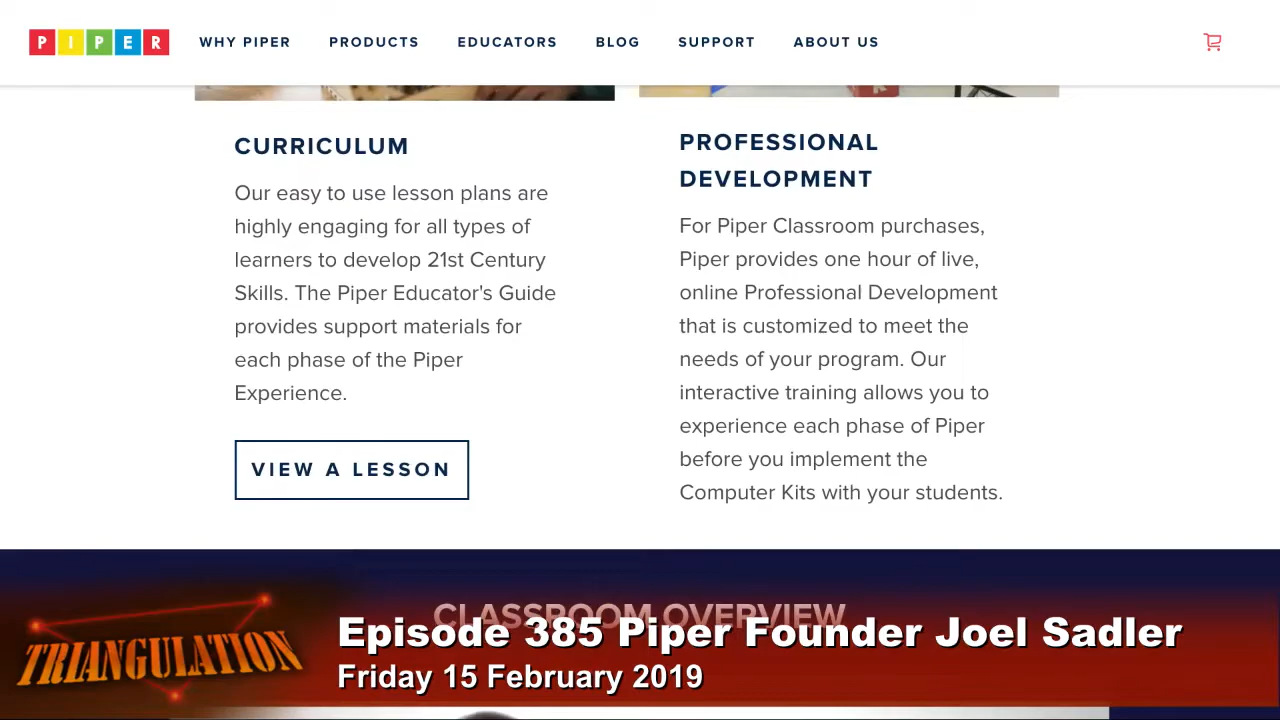 PIPER
WHY PIPER
PRODUCTS
EDUCATORS
BLOG
SUPPORT
ABOUT US
CURRICULUM
Our easy to use lesson plans are
highly engaging for all types of
learners to develop 21st Century
Skills. The Piper Educator's Guide
provides support materials for
each phase of the Piper
Experience.
VIEW A LESSON
PROFESSIONAL
DEVELOPMENT
For Piper Classroom purchases,
Piper provides one hour of live,
online Professional Development
that is customized to meet the
needs of your program. Our
interactive training allows you to
experience each phase of Piper
before you implement the
Computer Kits with your students.
CLASSROOM OVERVIEW
TRIANGULATION
Episode 385 Piper Founder Joel Sadler
Friday 15 February 2019